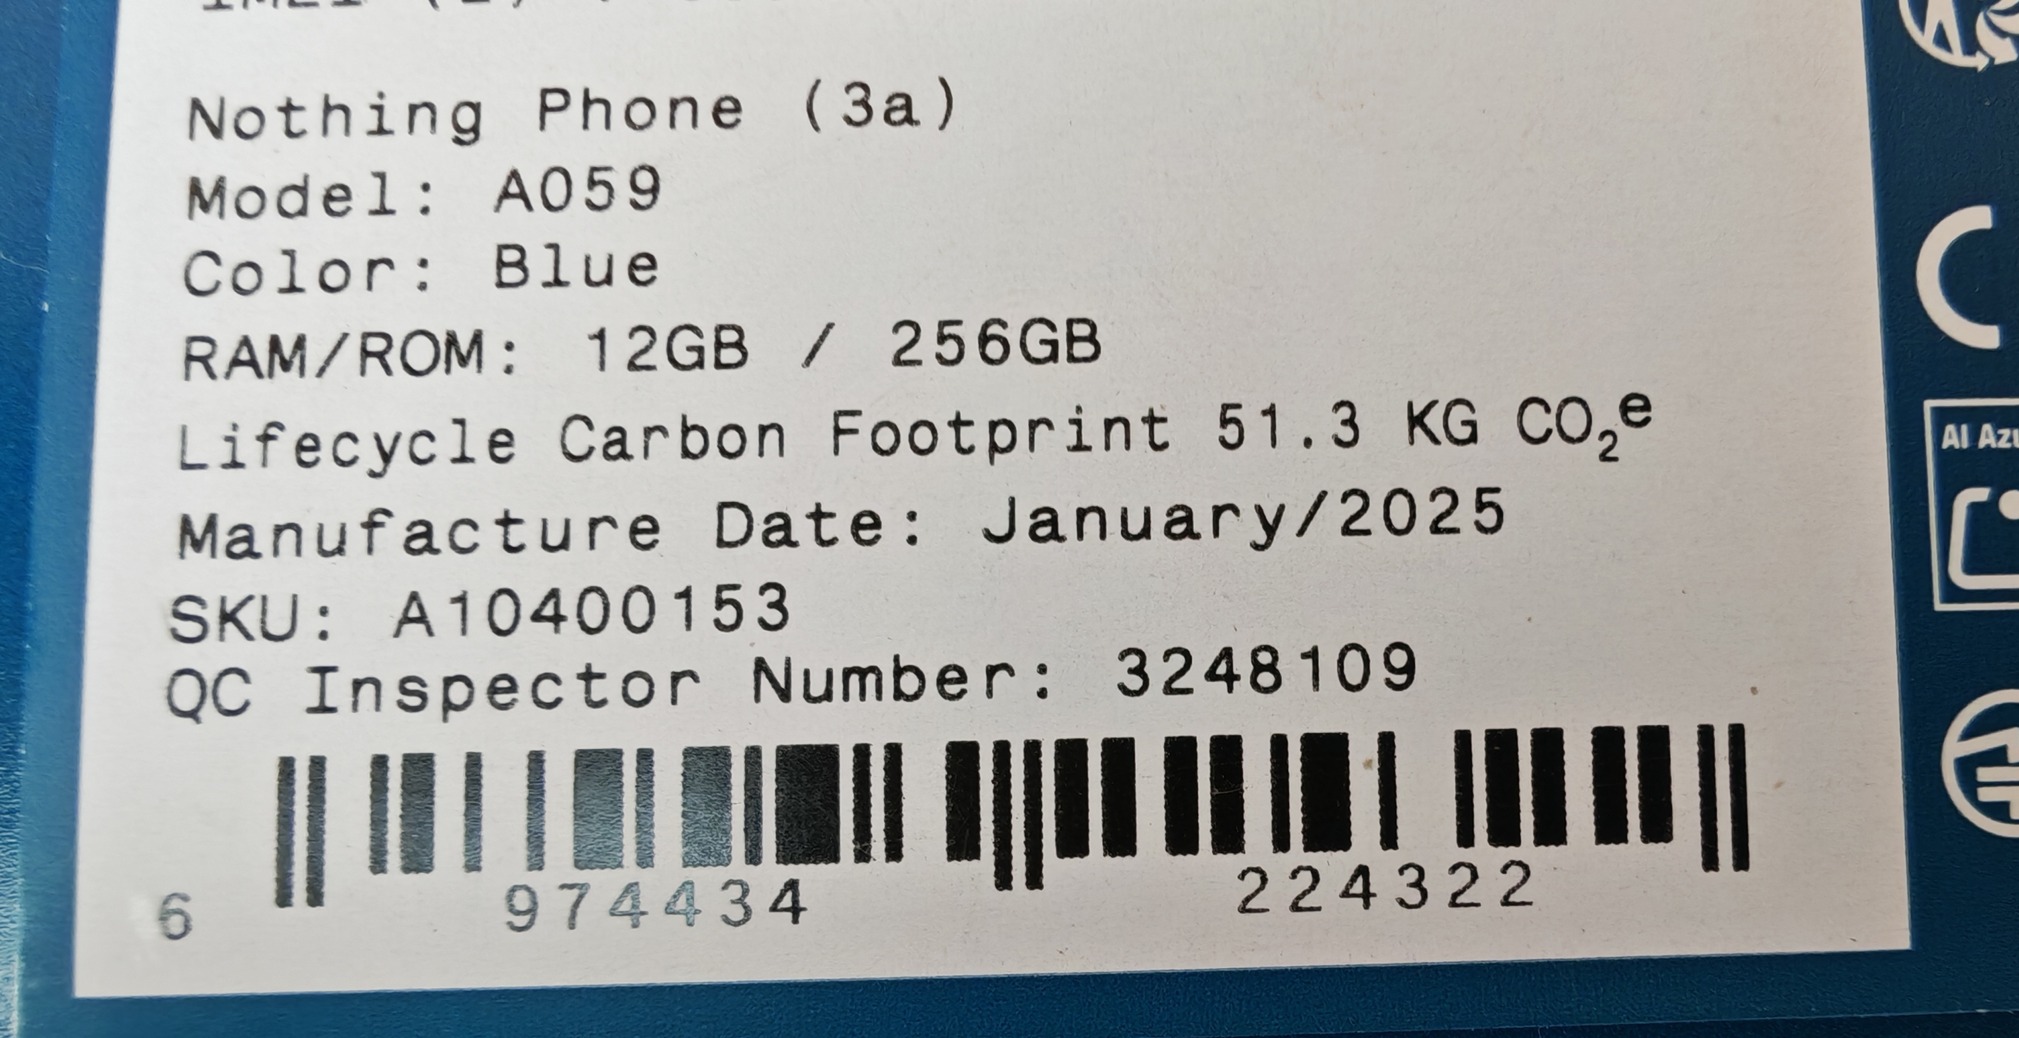 Nothing Phone (3a)
Model: A059
Color: Blue
RAM/ROM: 12GB / 256GB
Lifecycle Carbon Footprint 51.3 KG CO₂e
Manufacture Date: January/2025
SKU: A10400153
QC Inspector Number: 3248109
6 974434 224322
AI